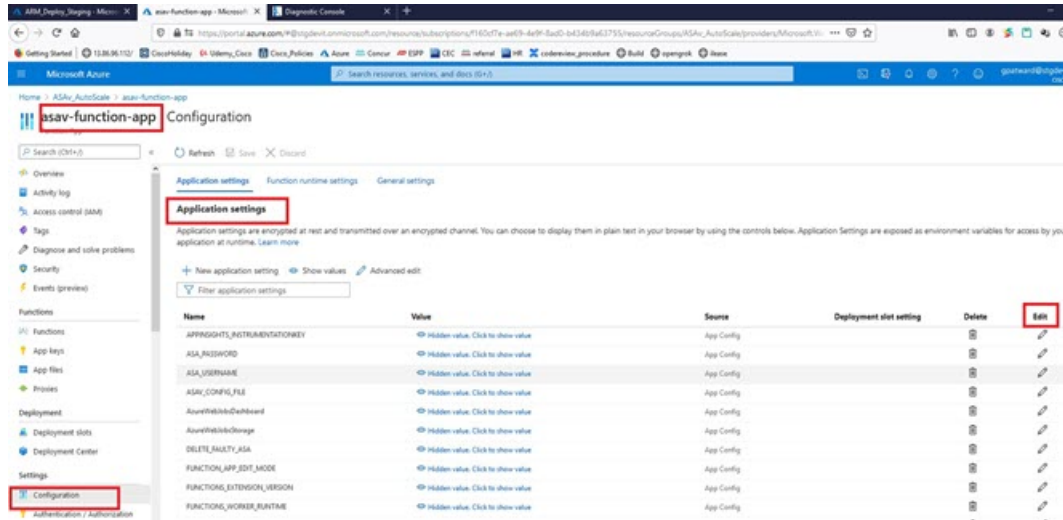 ARM_Deploy_Staging - Micros
asav-function-app - Microsoft
Diagnostic Console
Getting Started
CiscoHoliday
Udemy_Cisco
Cisco_Policies
Azure
Concur
ESPP
CEC
referral
HR
codereview_procedure
Build
opengrok
ilease
Microsoft Azure
Search resources, services, and docs (G+/)
Home > ASAv_AutoScale > asav-function-app
asav-function-app Configuration
Function App
Search (Ctrl+/)
Refresh Save Discard
Overview
Activity log
Access control (IAM)
Tags
Diagnose and solve problems
Security
Events (preview)
Functions
Functions
App keys
App files
Proxies
Deployment
Deployment slots
Deployment Center
Settings
Configuration
Authentication / Authorization
Application settings Function runtime settings General settings
Application settings
Application settings are encrypted at rest and transmitted over an encrypted channel. You can choose to display them in plain text in your browser by using the controls below. Application Settings are exposed as environment variables for access by you
application at runtime. Learn more
New application setting Show values Advanced edit
Filter application settings
Name Value Source Deployment slot setting Delete Edit
APPINSIGHTS_INSTRUMENTATIONKEY Hidden value. Click to show value App Config
ASA_PASSWORD Hidden value. Click to show value App Config
ASA_USERNAME Hidden value. Click to show value App Config
ASAV_CONFIG_FILE Hidden value. Click to show value App Config
AzureWebJobsDashboard Hidden value. Click to show value App Config
AzureWebJobsStorage Hidden value. Click to show value App Config
DELETE_FAULTY_ASA Hidden value. Click to show value App Config
FUNCTION_APP_EDIT_MODE Hidden value. Click to show value App Config
FUNCTIONS_EXTENSION_VERSION Hidden value. Click to show value App Config
FUNCTIONS_WORKER_RUNTIME Hidden value. Click to show value App Config